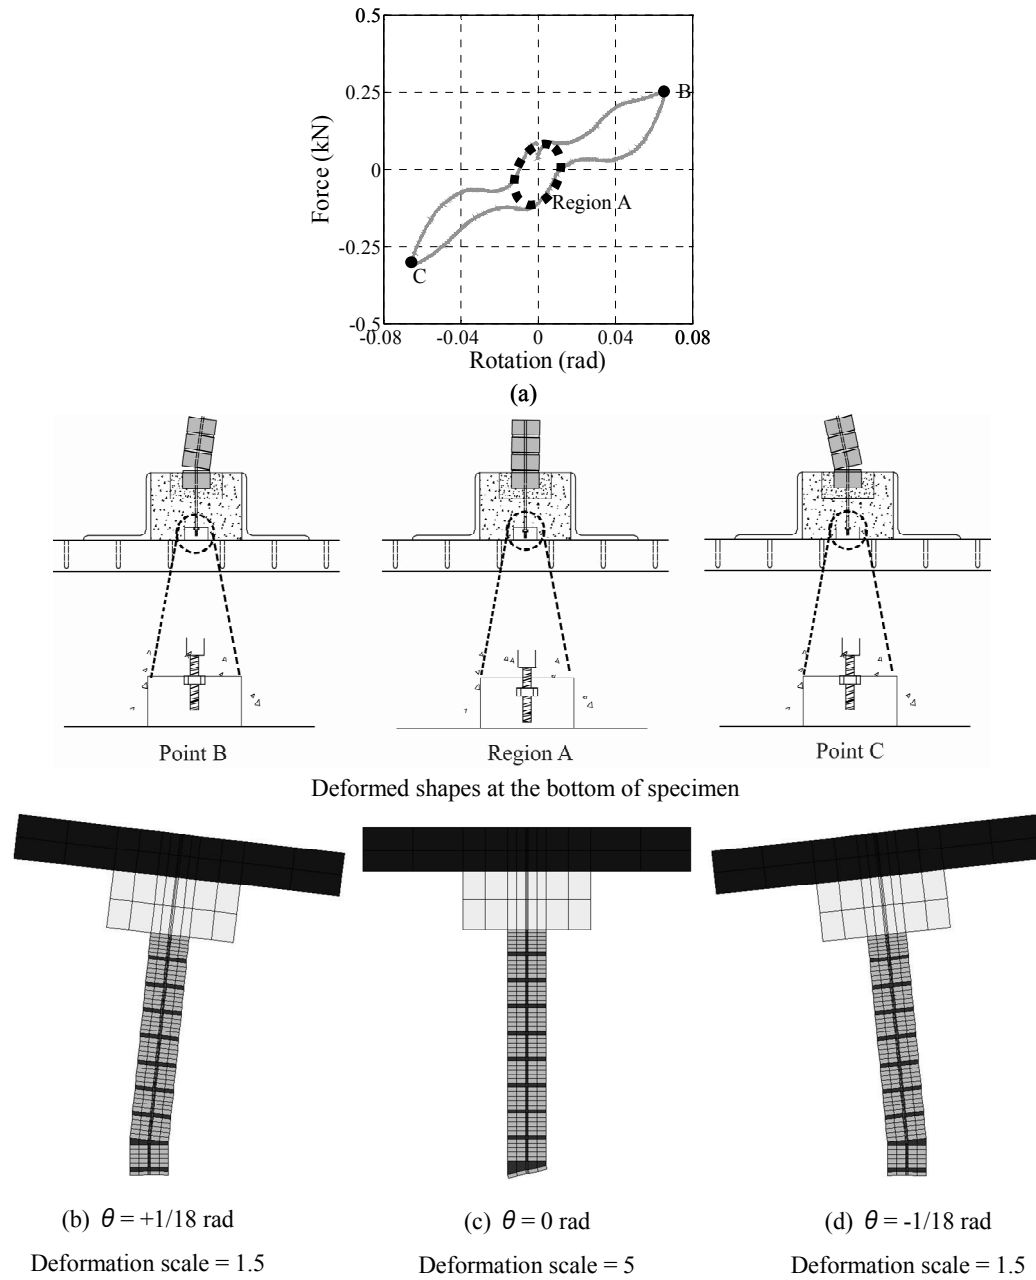 0.5
0.25
B
Force (kN)
0
Region A
-0.25
C
-0.5
-0.08 -0.04 0 0.04 0.08
Rotation (rad)
(a)
Point B Region A Point C
Deformed shapes at the bottom of specimen
(b) θ = +1/18 rad (c) θ = 0 rad (d) θ = -1/18 rad
Deformation scale = 1.5 Deformation scale = 5 Deformation scale = 1.5